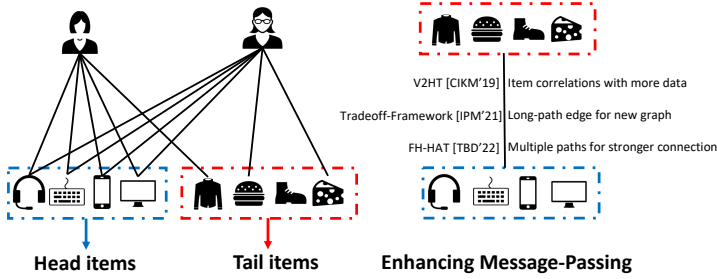 V2HT [CIKM'19] Item correlations with more data
Tradeoff-Framework [IPM'21] Long-path edge for new graph
FH-HAT [TBD'22] Multiple paths for stronger connection
Head items Tail items Enhancing Message-Passing